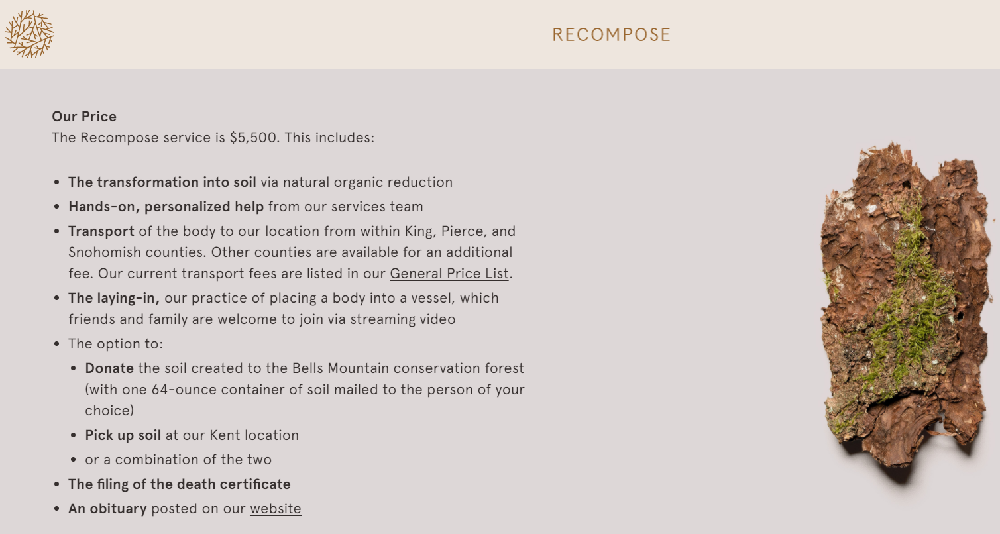 RECOMPOSE
Our Price
The Recompose service is $5,500. This includes:
• The transformation into soil via natural organic reduction
• Hands-on, personalized help from our services team
• Transport of the body to our location from within King, Pierce, and
Snohomish counties. Other counties are available for an additional
fee. Our current transport fees are listed in our General Price List.
• The laying-in, our practice of placing a body into a vessel, which
friends and family are welcome to join via streaming video
• The option to:
• Donate the soil created to the Bells Mountain conservation forest
(with one 64-ounce container of soil mailed to the person of your
choice)
• Pick up soil at our Kent location
• or a combination of the two
• The filing of the death certificate
• An obituary posted on our website